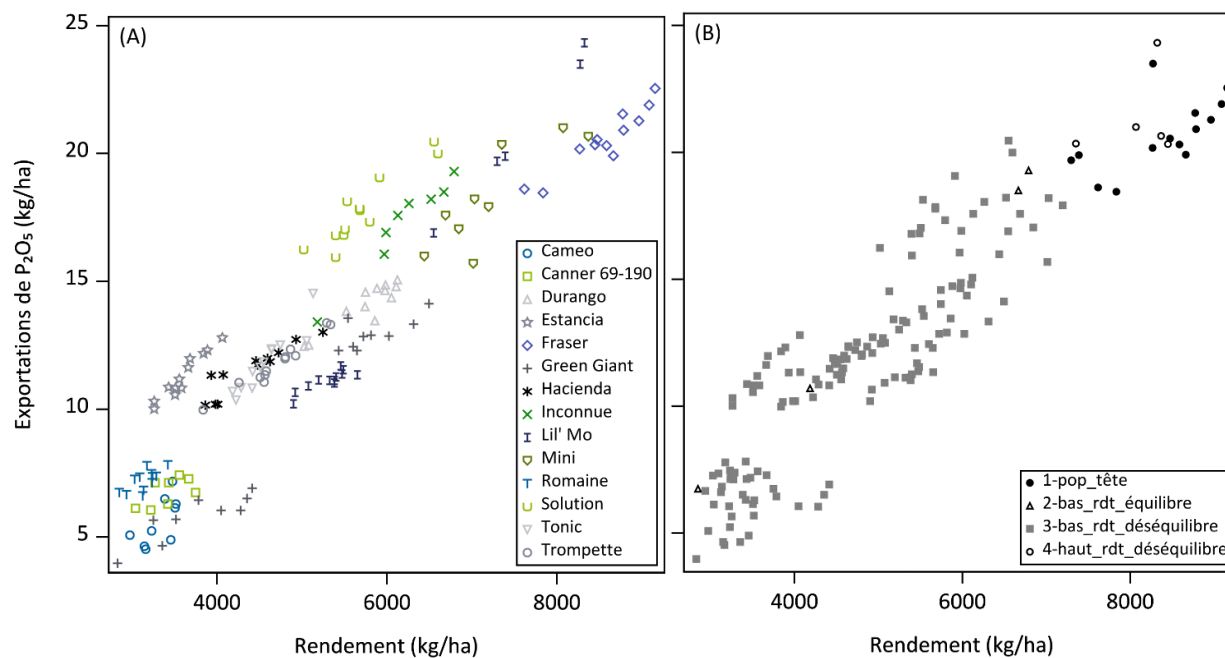 (A)
(B)
Exportations de P₂O₅ (kg/ha)
25
20
15
10
5
Cameo
Canner 69-190
Durango
Estancia
Fraser
Green Giant
Hacienda
Inconnue
Lil' Mo
Mini
Romaine
Solution
Tonic
Trompette
1-pop_tête
2-bas_rdt_équilibre
3-bas_rdt_déséquilibre
4-haut_rdt_déséquilibre
4000
6000
8000
4000
6000
8000
Rendement (kg/ha)
Rendement (kg/ha)